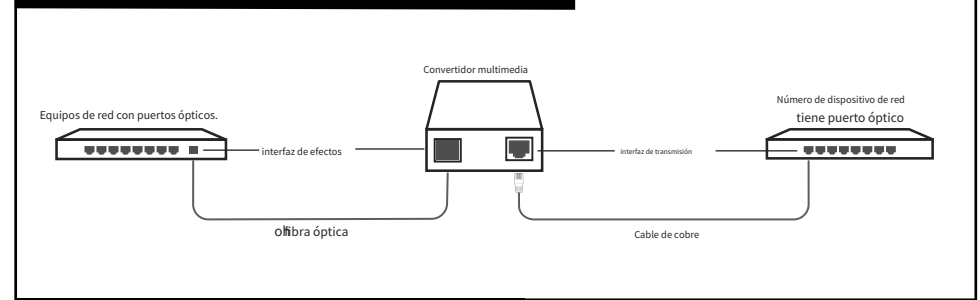 Convertidor multimedia
Equipos de red con puertos ópticos.
Número de dispositivo de red
tiene puerto óptico
interfaz de efectos
interfaz de transmisión
fibra óptica
Cable de cobre